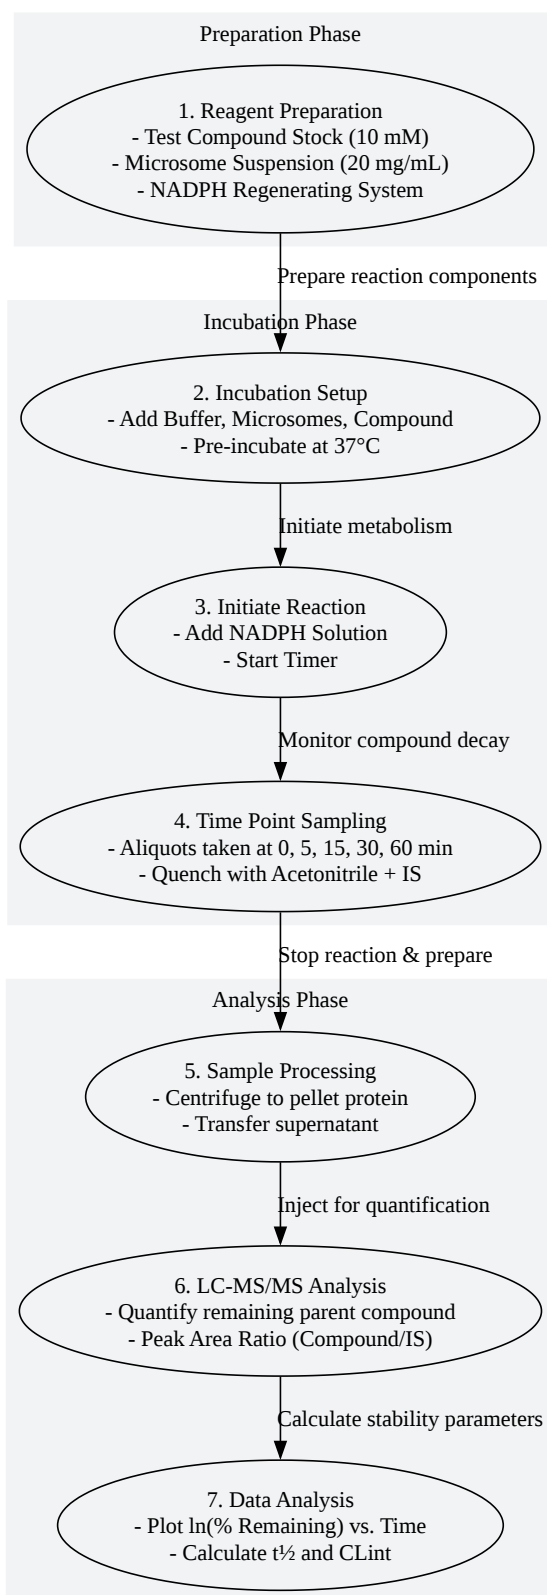 Preparation Phase
1. Reagent Preparation
- Test Compound Stock (10 mM)
- Microsome Suspension (20 mg/mL)
- NADPH Regenerating System
Prepare reaction components
Incubation Phase
2. Incubation Setup
- Add Buffer, Microsomes, Compound
- Pre-incubate at 37°C
Initiate metabolism
3. Initiate Reaction
- Add NADPH Solution
- Start Timer
Monitor compound decay
4. Time Point Sampling
- Aliquots taken at 0, 5, 15, 30, 60 min
- Quench with Acetonitrile + IS
Stop reaction & prepare
Analysis Phase
5. Sample Processing
- Centrifuge to pellet protein
- Transfer supernatant
Inject for quantification
6. LC-MS/MS Analysis
- Quantify remaining parent compound
- Peak Area Ratio (Compound/IS)
Calculate stability parameters
7. Data Analysis
- Plot ln(% Remaining) vs. Time
- Calculate t½ and CLint